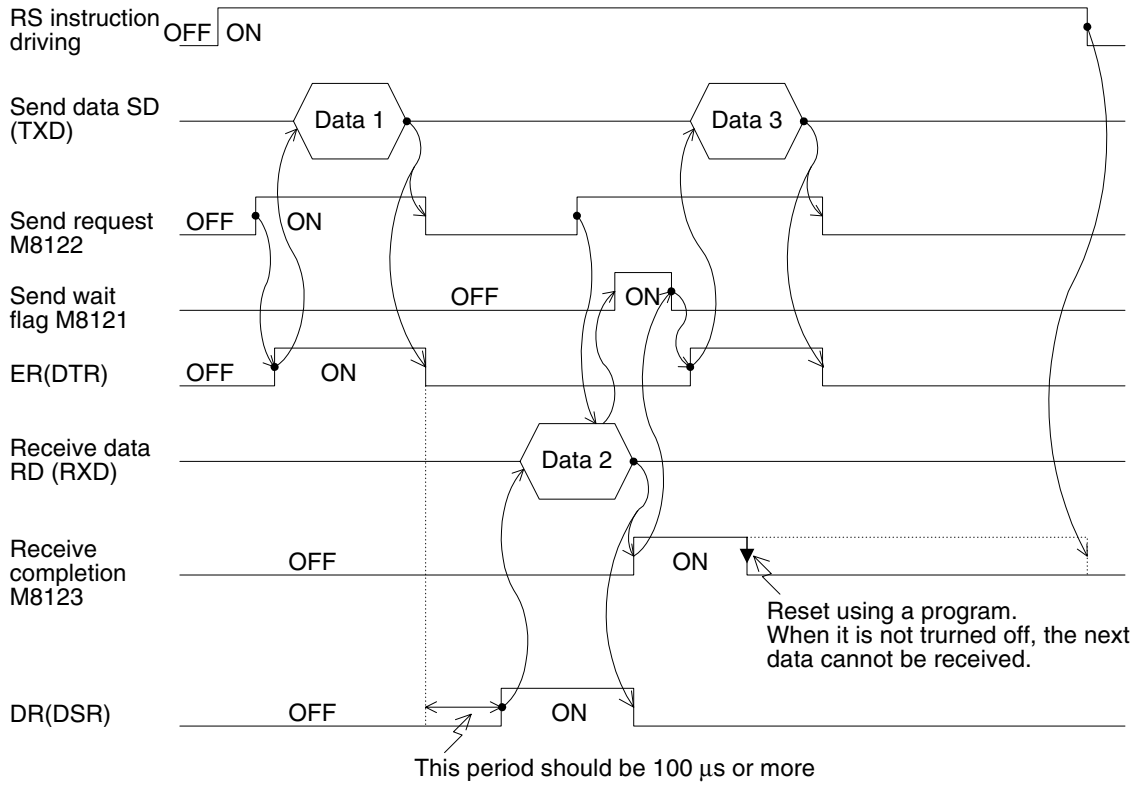 RS instruction
driving
OFF ON
Send data SD
(TXD)
Data 1
Data 3
Send request
M8122
OFF
ON
Send wait
flag M8121
OFF
ON
ER(DTR)
OFF
ON
Receive data
RD (RXD)
Data 2
Receive
completion
M8123
OFF
ON
Reset using a program.
When it is not trurned off, the next
data cannot be received.
DR(DSR)
OFF
ON
This period should be 100 μs or more